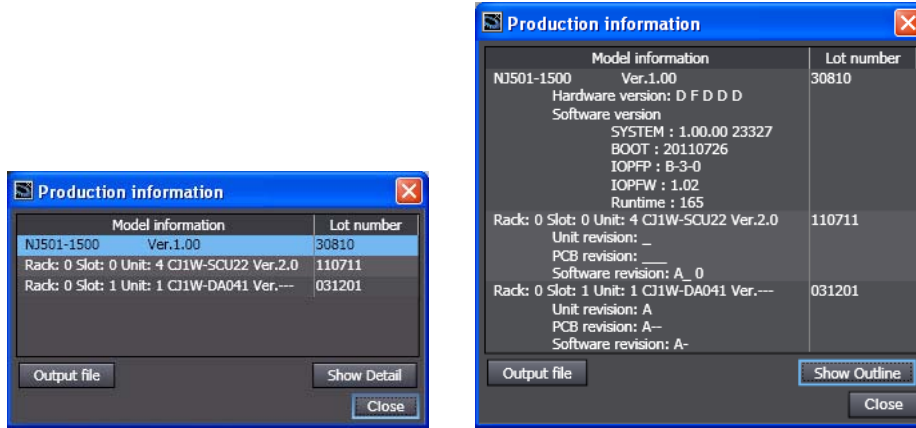 Production information
Model information Lot number
NJ501-1500 Ver.1.00 30810
Rack: 0 Slot: 0 Unit: 4 CJ1W-SCU22 Ver.2.0 110711
Rack: 0 Slot: 1 Unit: 1 CJ1W-DA041 Ver.--- 031201
Output file Show Detail
Close
Production information
Model information Lot number
NJ501-1500 Ver.1.00 30810
Hardware version: D F D D D
Software version
SYSTEM : 1.00.00 23327
BOOT : 20110726
IOPFP : B-3-0
IOPFW : 1.02
Runtime : 165
Rack: 0 Slot: 0 Unit: 4 CJ1W-SCU22 Ver.2.0 110711
Unit revision: _
PCB revision: ___
Software revision: A_ 0
Rack: 0 Slot: 1 Unit: 1 CJ1W-DA041 Ver.--- 031201
Unit revision: A
PCB revision: A--
Software revision: A-
Output file Show Outline
Close